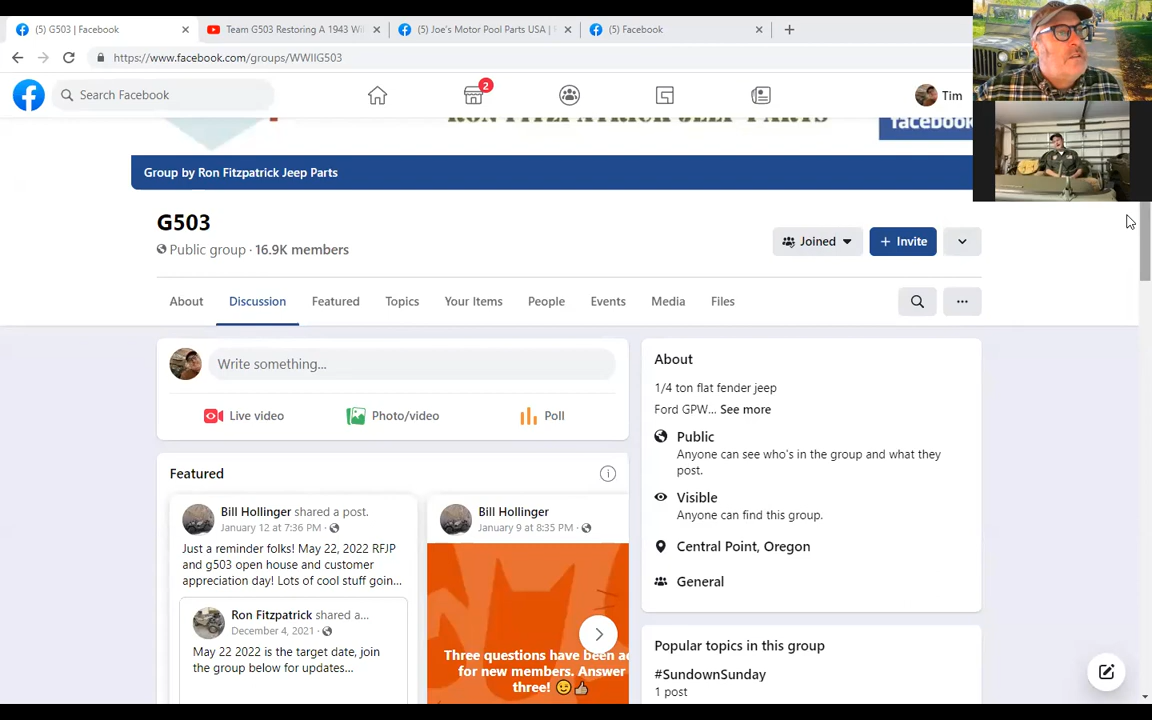 (5) G503 | Facebook
Team G503 Restoring A 1943 Wi
(5) Joe's Motor Pool Parts USA |
(5) Facebook
https://www.facebook.com/groups/WWIIG503
Search Facebook
2
Tim
RON FITZPATRICK JEEP PARTS
facebook
Group by Ron Fitzpatrick Jeep Parts
G503
Public group · 16.9K members
Joined
+ Invite
About Discussion Featured Topics Your Items People Events Media Files
Write something...
Live video
Photo/video
Poll
Featured
Bill Hollinger shared a post.
January 12 at 7:36 PM ·
Just a reminder folks! May 22, 2022 RFJP
and g503 open house and customer
appreciation day! Lots of cool stuff goin...
Ron Fitzpatrick shared a...
December 4, 2021 ·
May 22 2022 is the target date, join
the group below for updates...
Bill Hollinger
January 9 at 8:35 PM ·
Three questions have been ad
for new members. Answer
three! 😉👍
About
1/4 ton flat fender jeep
Ford GPW... See more
Public
Anyone can see who's in the group and what they
post.
Visible
Anyone can find this group.
Central Point, Oregon
General
Popular topics in this group
#SundownSunday
1 post